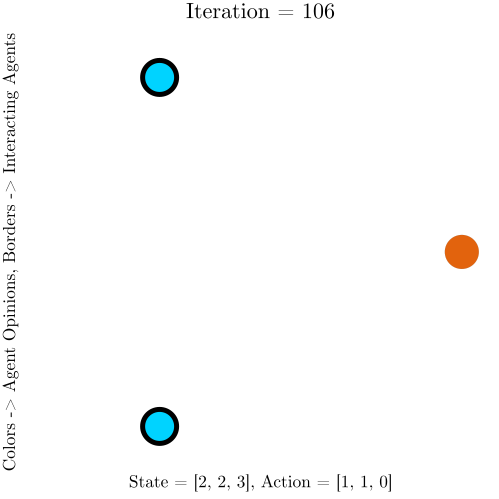 Iteration = 106
Colors -> Agent Opinions, Borders -> Interacting Agents
State = [2, 2, 3], Action = [1, 1, 0]